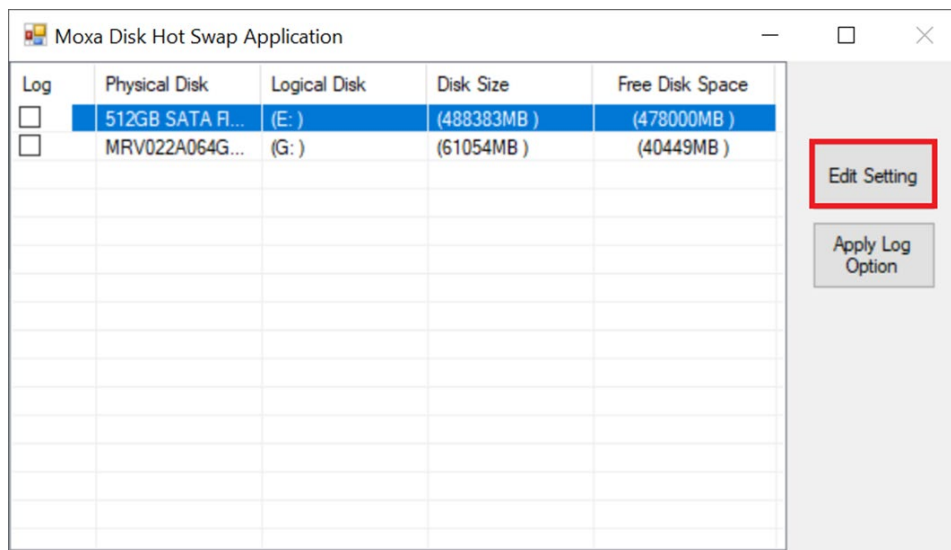 Moxa Disk Hot Swap Application
Log Physical Disk Logical Disk Disk Size Free Disk Space
512GB SATA Fl... (E: ) (488383MB ) (478000MB )
MRV022A064G... (G: ) (61054MB ) (40449MB )
Edit Setting
Apply Log
Option